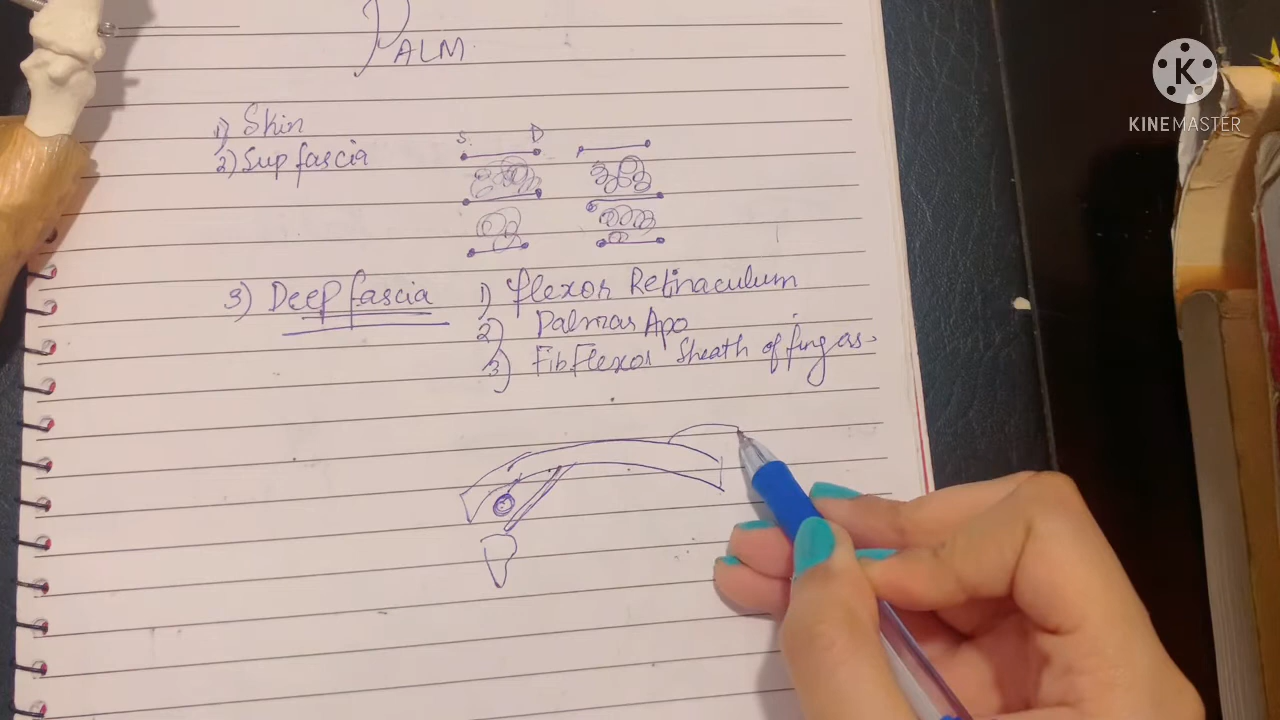 PALM
1) Skin
2) Sup fascia
S. D
3) Deep fascia
1) flexor Retinaculum
2) Palmar Apo
3) Fib Flexor Sheath of fingers.
K
KINEMASTER